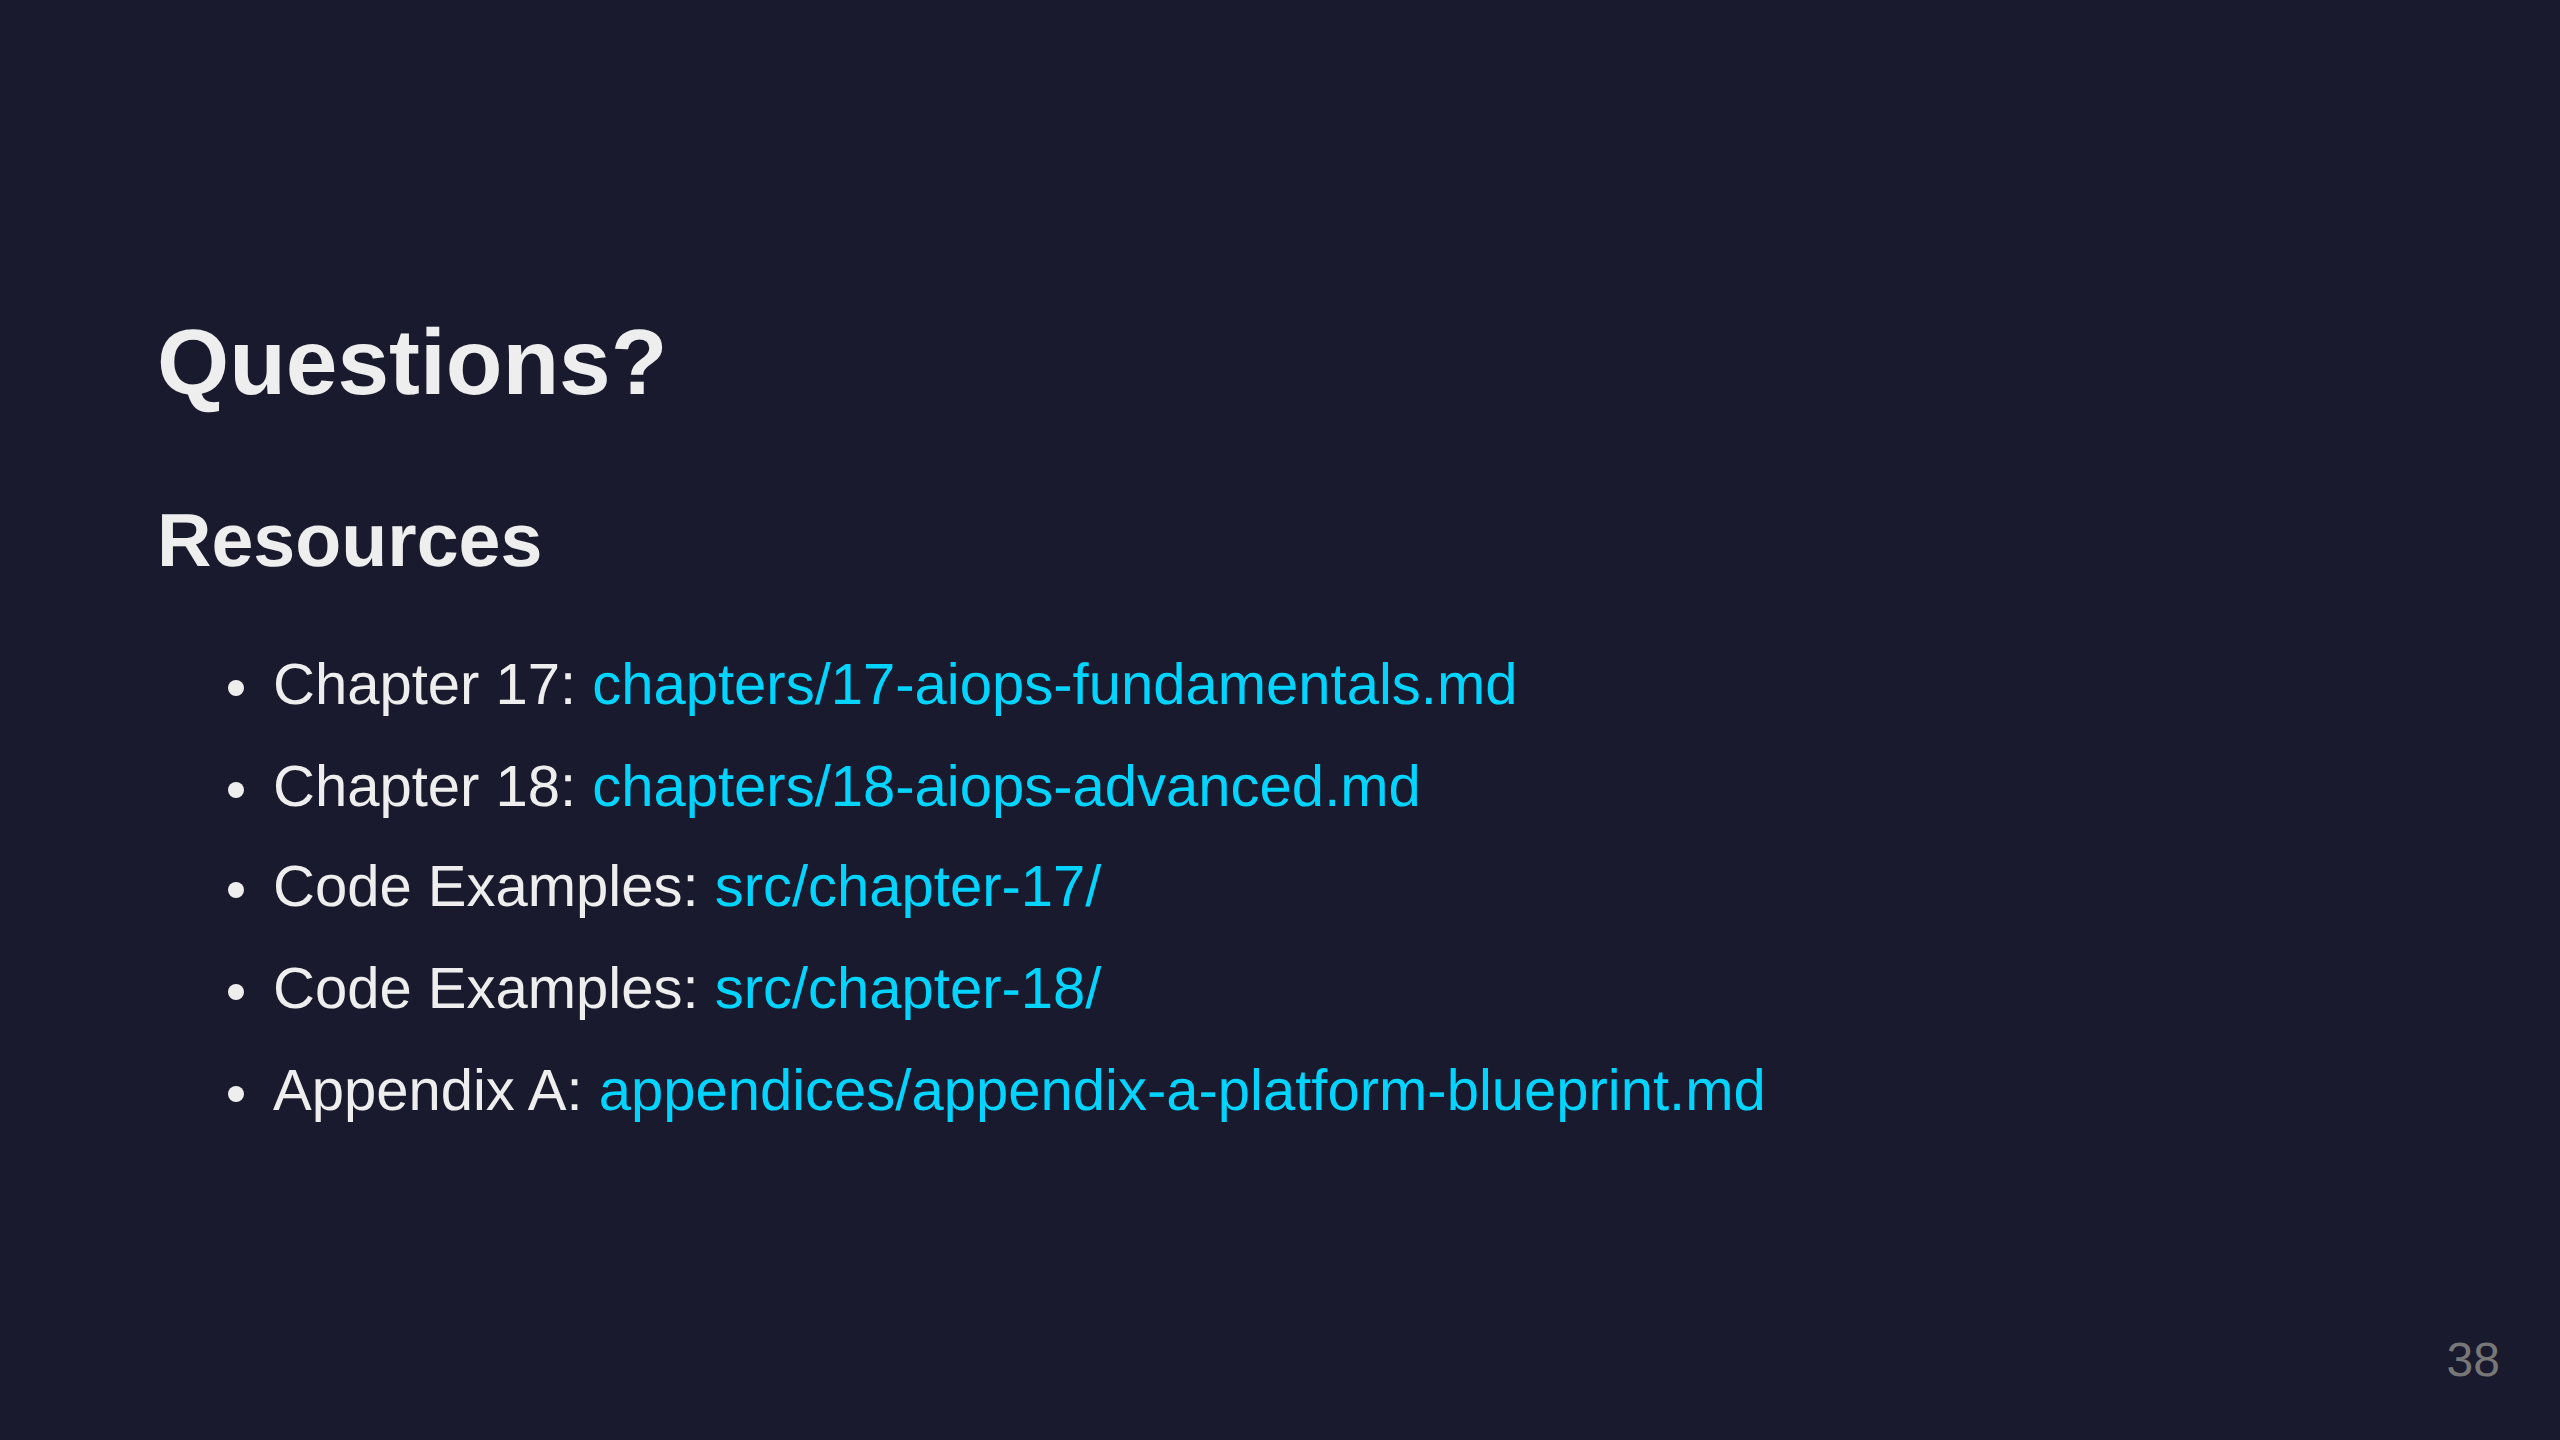 Questions?
Resources
• Chapter 17: chapters/17-aiops-fundamentals.md
• Chapter 18: chapters/18-aiops-advanced.md
• Code Examples: src/chapter-17/
• Code Examples: src/chapter-18/
• Appendix A: appendices/appendix-a-platform-blueprint.md
38